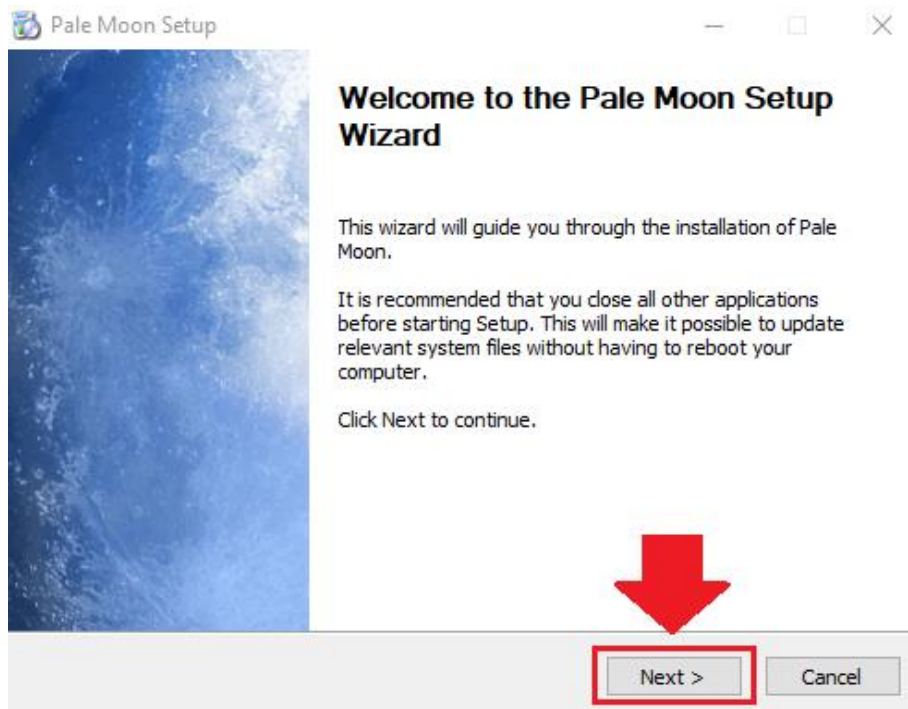 Pale Moon Setup
Welcome to the Pale Moon Setup
Wizard
This wizard will guide you through the installation of Pale
Moon.
It is recommended that you close all other applications
before starting Setup. This will make it possible to update
relevant system files without having to reboot your
computer.
Click Next to continue.
Next >
Cancel